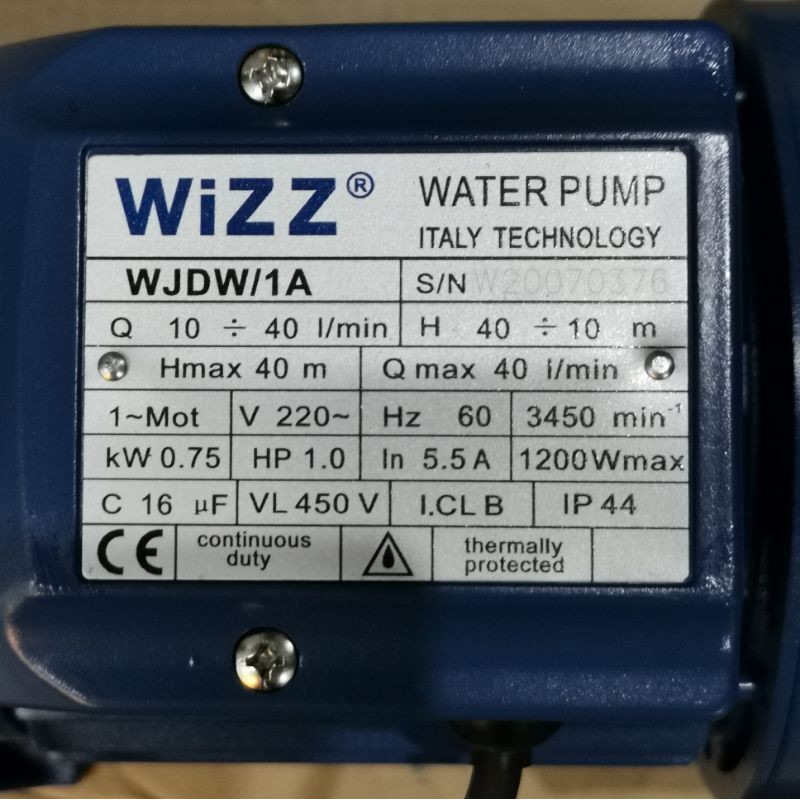 WiZZ® WATER PUMP
ITALY TECHNOLOGY
WJDW/1A S/N W20070376
Q 10 ÷ 40 l/min H 40 ÷ 10 m
Hmax 40 m Q max 40 l/min
1~Mot V 220~ Hz 60 3450 min⁻¹
kW 0.75 HP 1.0 In 5.5 A 1200Wmax
C 16 µF VL 450 V I.CL B IP 44
CE continuous duty thermally protected